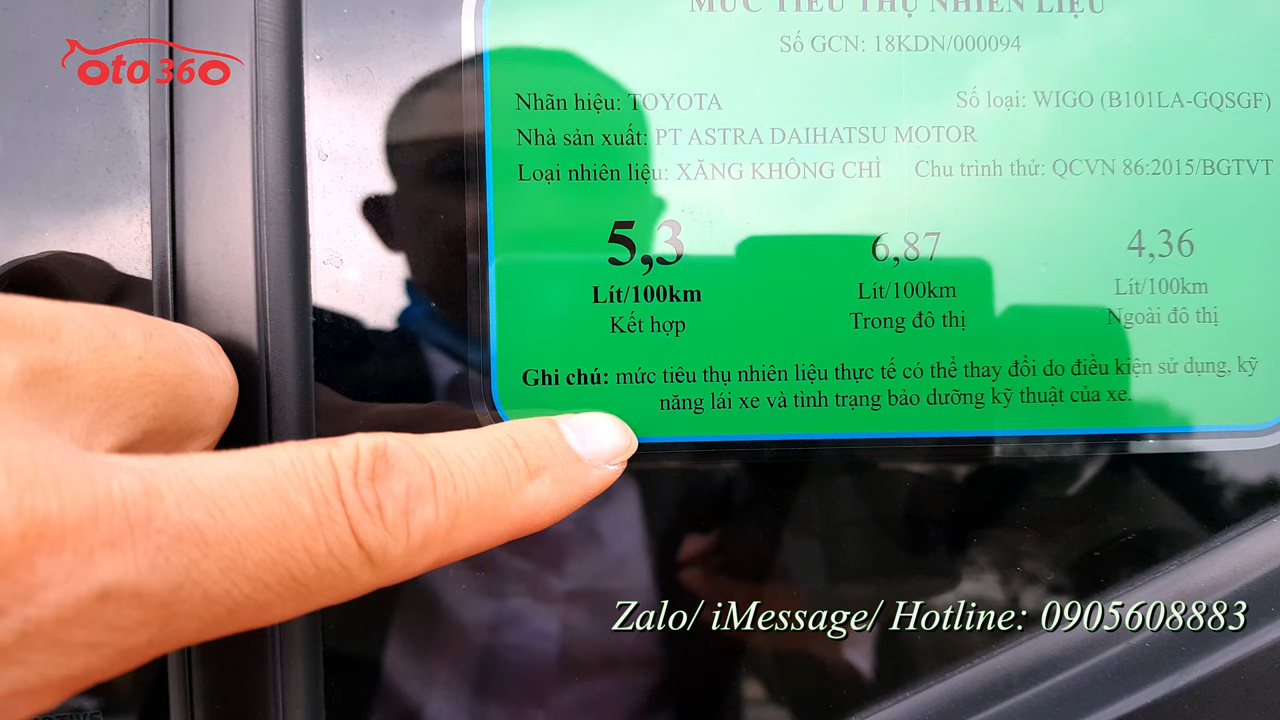 oto360
MỨC TIÊU THỤ NHIÊN LIỆU
Số GCN: 18KDN/000094
Nhãn hiệu: TOYOTA Số loại: WIGO (B101LA-GQSGF)
Nhà sản xuất: PT ASTRA DAIHATSU MOTOR
Loại nhiên liệu: XĂNG KHÔNG CHÌ Chu trình thử: QCVN 86:2015/BGTVT
5,3 6,87 4,36
Lít/100km Lít/100km Lít/100km
Kết hợp Trong đô thị Ngoài đô thị
Ghi chú: mức tiêu thụ nhiên liệu thực tế có thể thay đổi do điều kiện sử dụng, kỹ
năng lái xe và tình trạng bảo dưỡng kỹ thuật của xe.
Zalo/ iMessage/ Hotline: 0905608883